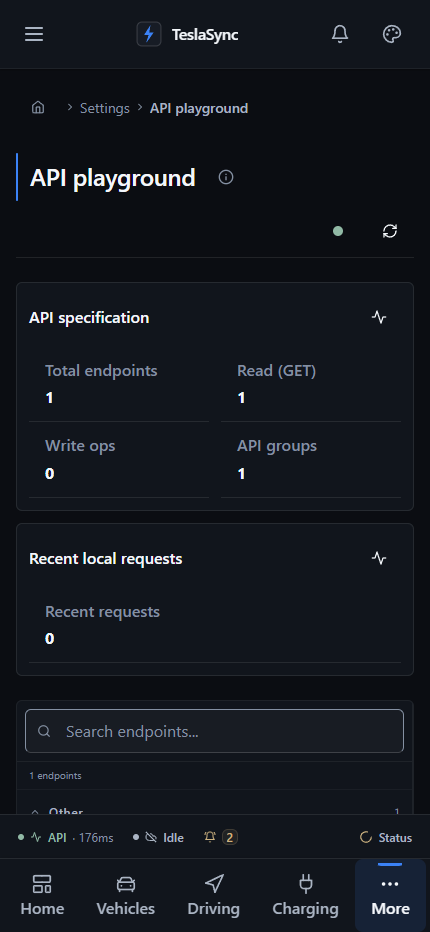 TeslaSync
Settings API playground
API playground
API specification
Total endpoints Read (GET)
1 1
Write ops API groups
0 1
Recent local requests
Recent requests
0
Search endpoints...
1 endpoints
Other 1
API · 176ms Idle 2 Status
Home Vehicles Driving Charging More